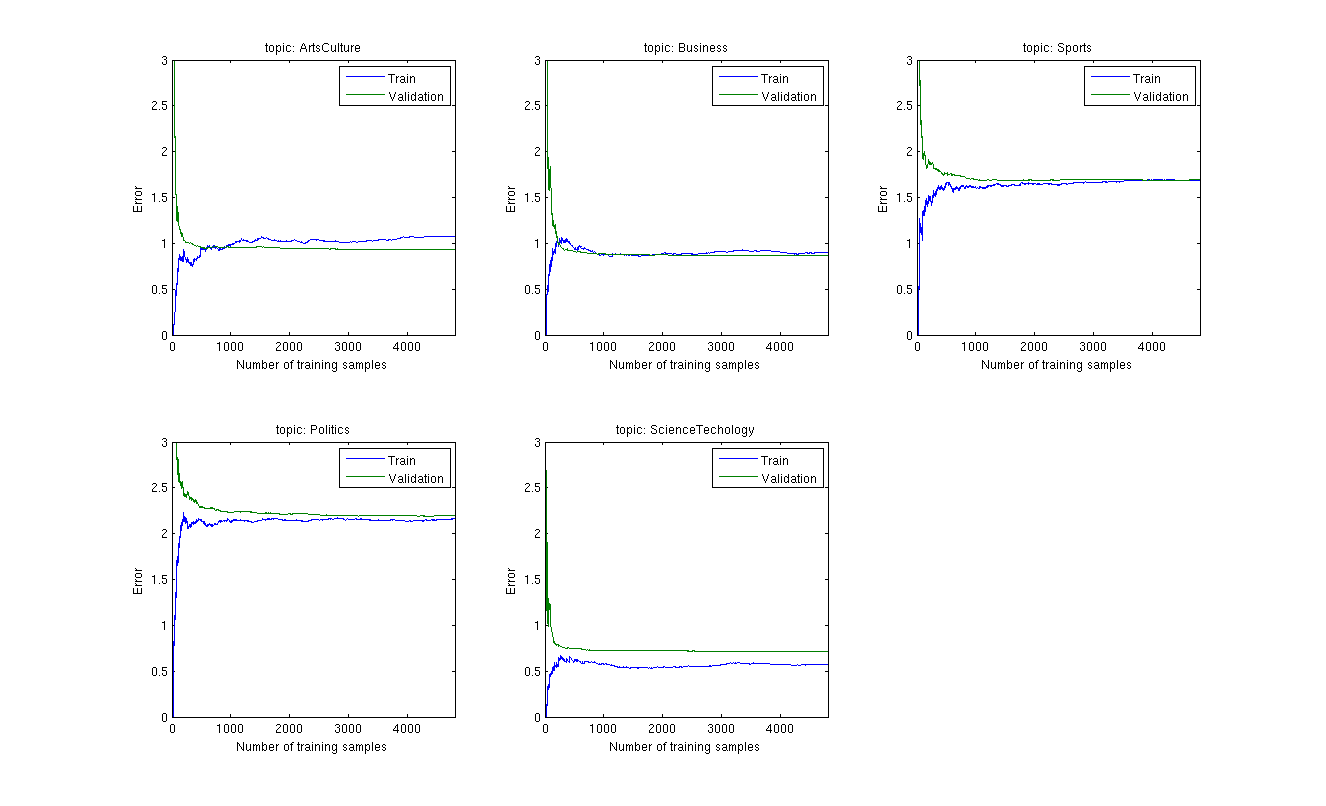 topic: ArtsCulture
3
2.5
2
1.5
1
0.5
0
Error
Train
Validation
0 1000 2000 3000 4000
Number of training samples
topic: Business
3
2.5
2
1.5
1
0.5
0
Error
Train
Validation
0 1000 2000 3000 4000
Number of training samples
topic: Sports
3
2.5
2
1.5
1
0.5
0
Error
Train
Validation
0 1000 2000 3000 4000
Number of training samples
topic: Politics
3
2.5
2
1.5
1
0.5
0
Error
Train
Validation
0 1000 2000 3000 4000
Number of training samples
topic: ScienceTechology
3
2.5
2
1.5
1
0.5
0
Error
Train
Validation
0 1000 2000 3000 4000
Number of training samples